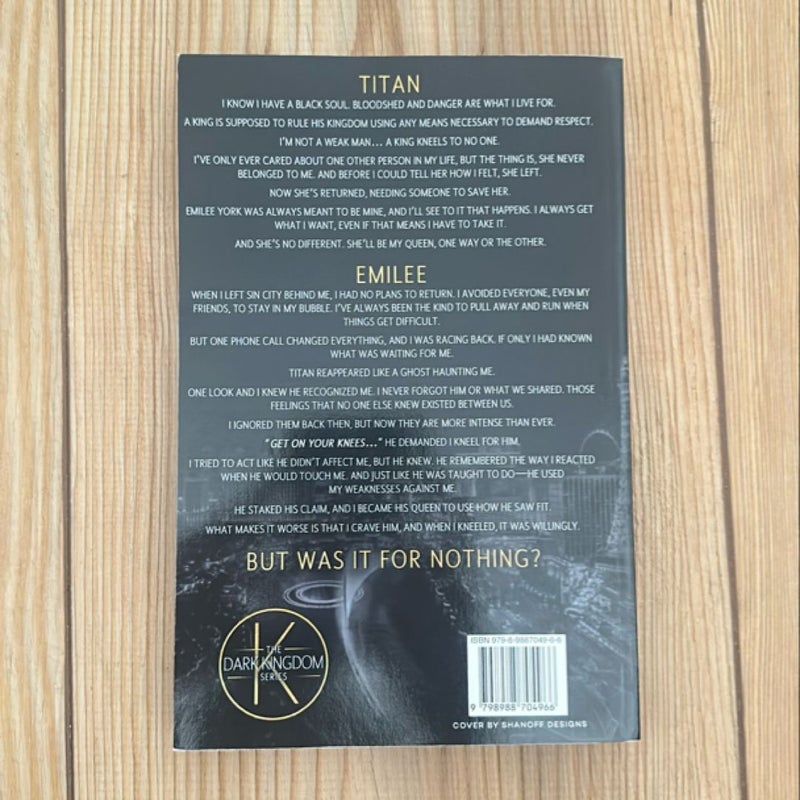 TITAN
I KNOW I HAVE A BLACK SOUL. BLOODSHED AND DANGER ARE WHAT I LIVE FOR.
A KING IS SUPPOSED TO RULE HIS KINGDOM USING ANY MEANS NECESSARY TO DEMAND RESPECT.
I'M NOT A WEAK MAN... A KING KNEELS TO NO ONE.
I'VE ONLY EVER CARED ABOUT ONE OTHER PERSON IN MY LIFE, BUT THE THING IS, SHE NEVER
BELONGED TO ME. AND BEFORE I COULD TELL HER HOW I FELT, SHE LEFT.
NOW SHE'S RETURNED, NEEDING SOMEONE TO SAVE HER.
EMILEE YORK WAS ALWAYS MEANT TO BE MINE, AND I'LL SEE TO IT THAT HAPPENS. I ALWAYS GET
WHAT I WANT, EVEN IF THAT MEANS I HAVE TO TAKE IT.
AND SHE'S NO DIFFERENT. SHE'LL BE MY QUEEN, ONE WAY OR THE OTHER.
EMILEE
WHEN I LEFT SIN CITY BEHIND ME, I HAD NO PLANS TO RETURN. I AVOIDED EVERYONE, EVEN MY
FRIENDS, TO STAY IN MY BUBBLE. I'VE ALWAYS BEEN THE KIND TO PULL AWAY AND RUN WHEN
THINGS GET DIFFICULT.
BUT ONE PHONE CALL CHANGED EVERYTHING, AND I WAS RACING BACK. IF ONLY I HAD KNOWN
WHAT WAS WAITING FOR ME.
TITAN REAPPEARED LIKE A GHOST HAUNTING ME.
ONE LOOK AND I KNEW HE RECOGNIZED ME. I NEVER FORGOT HIM OR WHAT WE SHARED. THOSE
FEELINGS THAT NO ONE ELSE KNEW EXISTED BETWEEN US.
I IGNORED THEM BACK THEN, BUT NOW THEY ARE MORE INTENSE THAN EVER.
"GET ON YOUR KNEES..." HE DEMANDED I KNEEL FOR HIM.
I TRIED TO ACT LIKE HE DIDN'T AFFECT ME, BUT HE KNEW. HE REMEMBERED THE WAY I REACTED
WHEN HE WOULD TOUCH ME. AND JUST LIKE HE WAS TAUGHT TO DO—HE USED
MY WEAKNESSES AGAINST ME.
HE STAKED HIS CLAIM, AND I BECAME HIS QUEEN TO USE HOW HE SAW FIT.
WHAT MAKES IT WORSE IS THAT I CRAVE HIM, AND WHEN I KNEELED, IT WAS WILLINGLY.
BUT WAS IT FOR NOTHING?
K
THE
DARK KINGDOM
SERIES
ISBN 979-8-9887049-6-6
9 798988 704966
COVER BY SHANOFF DESIGNS